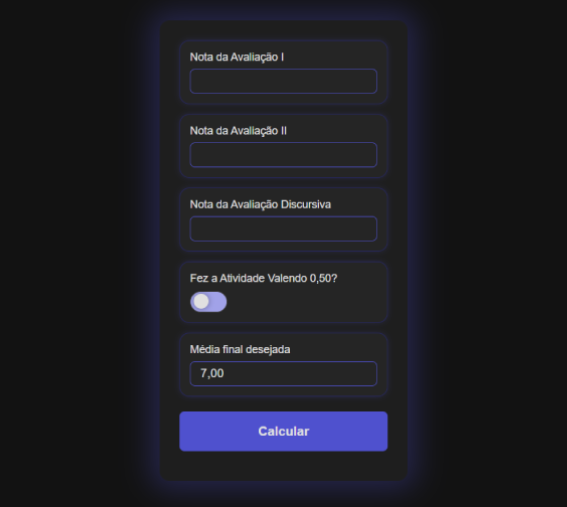 Nota da Avaliação I
Nota da Avaliação II
Nota da Avaliação Discursiva
Fez a Atividade Valendo 0,50?
Média final desejada
7,00
Calcular